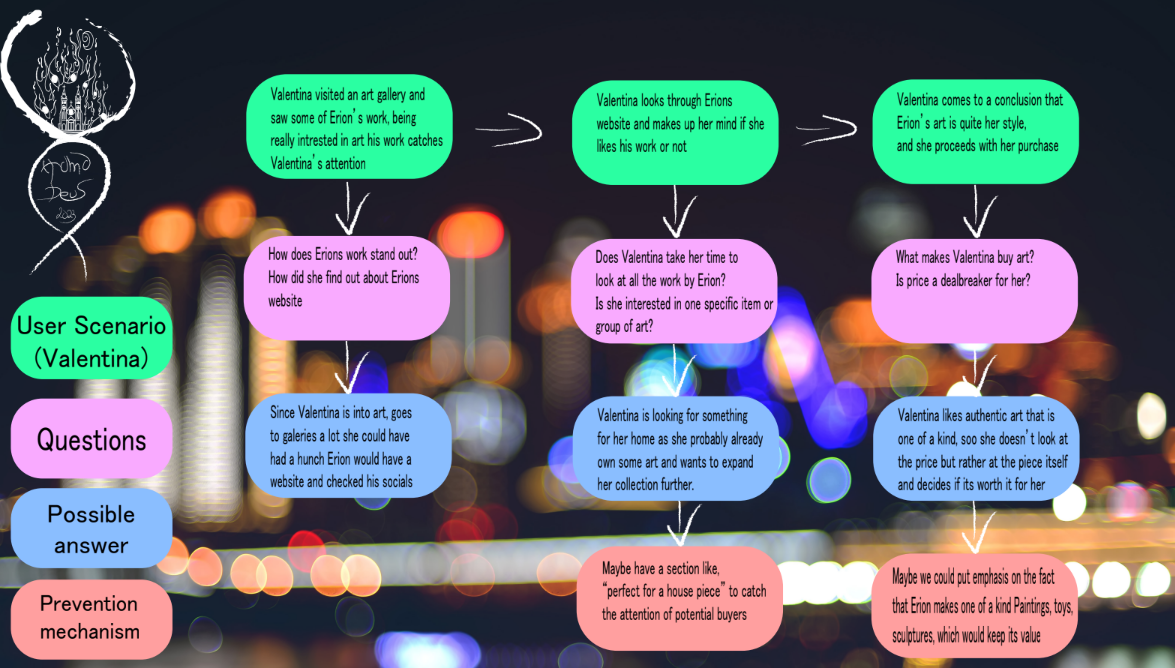 Valentina visited an art gallery and
saw some of Erion's work, being
really intrested in art his work catches
Valentina's attention
Valentina looks through Erions
website and makes up her mind if she
likes his work or not
Valentina comes to a conclusion that
Erion's art is quite her style,
and she proceeds with her purchase
How does Erions work stand out?
How did she find out about Erions
website
Does Valentina take her time to
look at all the work by Erion?
Is she interested in one specific item or
group of art?
What makes Valentina buy art?
Is price a dealbreaker for her?
Since Valentina is into art, goes
to galeries a lot she could have
had a hunch Erion would have a
website and checked his socials
Valentina is looking for something
for her home as she probably already
own some art and wants to expand
her collection further.
Valentina likes authentic art that is
one of a kind, soo she doesn't look at
the price but rather at the piece itself
and decides if its worth it for her
Maybe have a section like,
"perfect for a house piece" to catch
the attention of potential buyers
Maybe we could put emphasis on the fact
that Erion makes one of a kind Paintings, toys,
sculptures, which would keep its value
Deus
2023
User Scenario
(Valentina)
Questions
Possible
answer
Prevention
mechanism